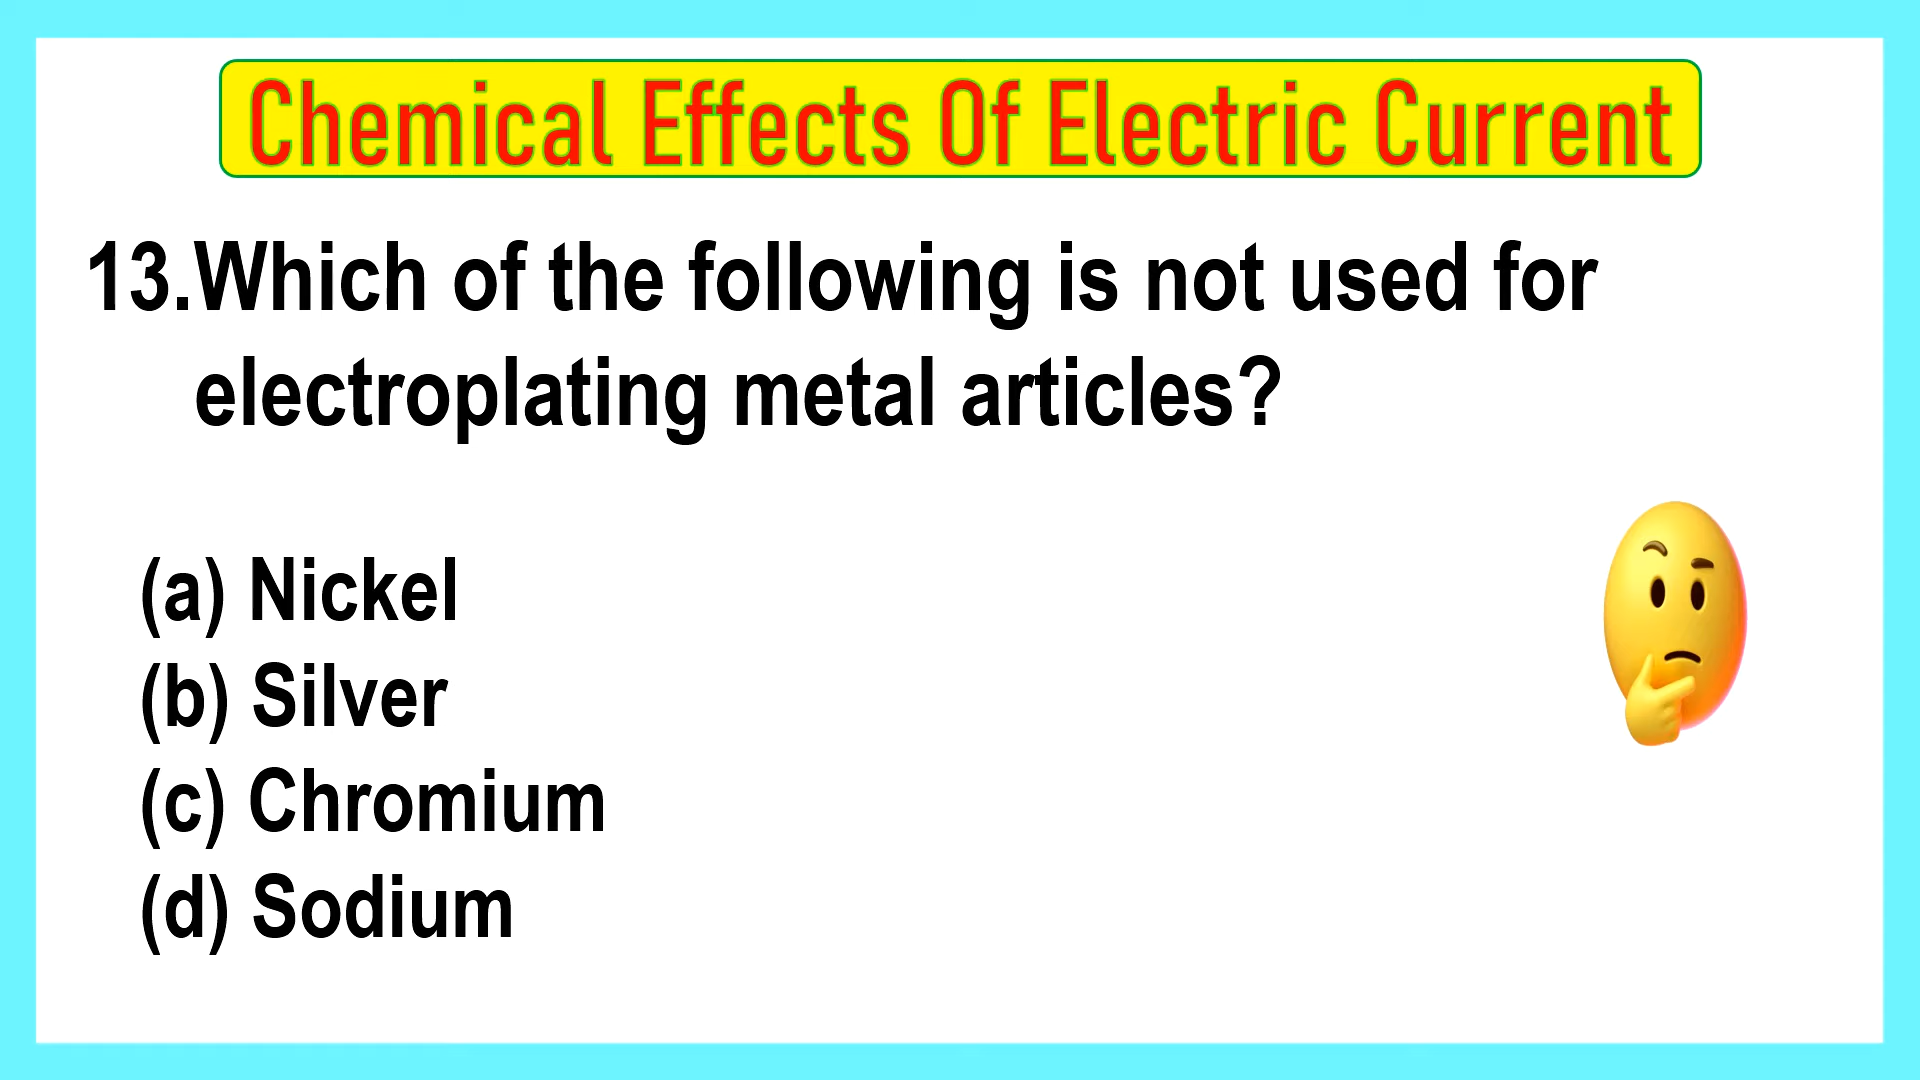 Chemical Effects Of Electric Current
13.Which of the following is not used for
electroplating metal articles?
(a) Nickel
(b) Silver
(c) Chromium
(d) Sodium